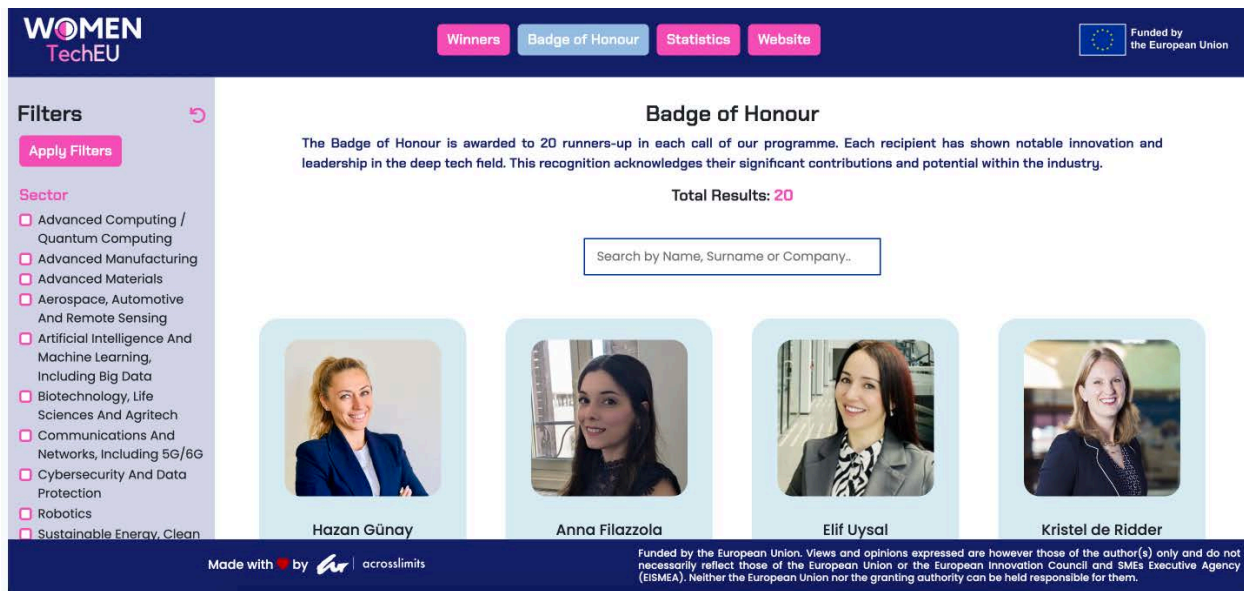 WOMEN
TechEU
Winners
Badge of Honour
Statistics
Website
Funded by
the European Union
Filters
Apply Filters
Sector
Advanced Computing /
Quantum Computing
Advanced Manufacturing
Advanced Materials
Aerospace, Automotive
And Remote Sensing
Artificial Intelligence And
Machine Learning,
Including Big Data
Biotechnology, Life
Sciences And Agritech
Communications And
Networks, Including 5G/6G
Cybersecurity And Data
Protection
Robotics
Sustainable Energy, Clean
Badge of Honour
The Badge of Honour is awarded to 20 runners-up in each call of our programme. Each recipient has shown notable innovation and
leadership in the deep tech field. This recognition acknowledges their significant contributions and potential within the industry.
Total Results: 20
Search by Name, Surname or Company..
Hazan Günay
Anna Filazzola
Elif Uysal
Kristel de Ridder
Made with by acrosslimits
Funded by the European Union. Views and opinions expressed are however those of the author(s) only and do not
necessarily reflect those of the European Union or the European Innovation Council and SMEs Executive Agency
(EISMEA). Neither the European Union nor the granting authority can be held responsible for them.